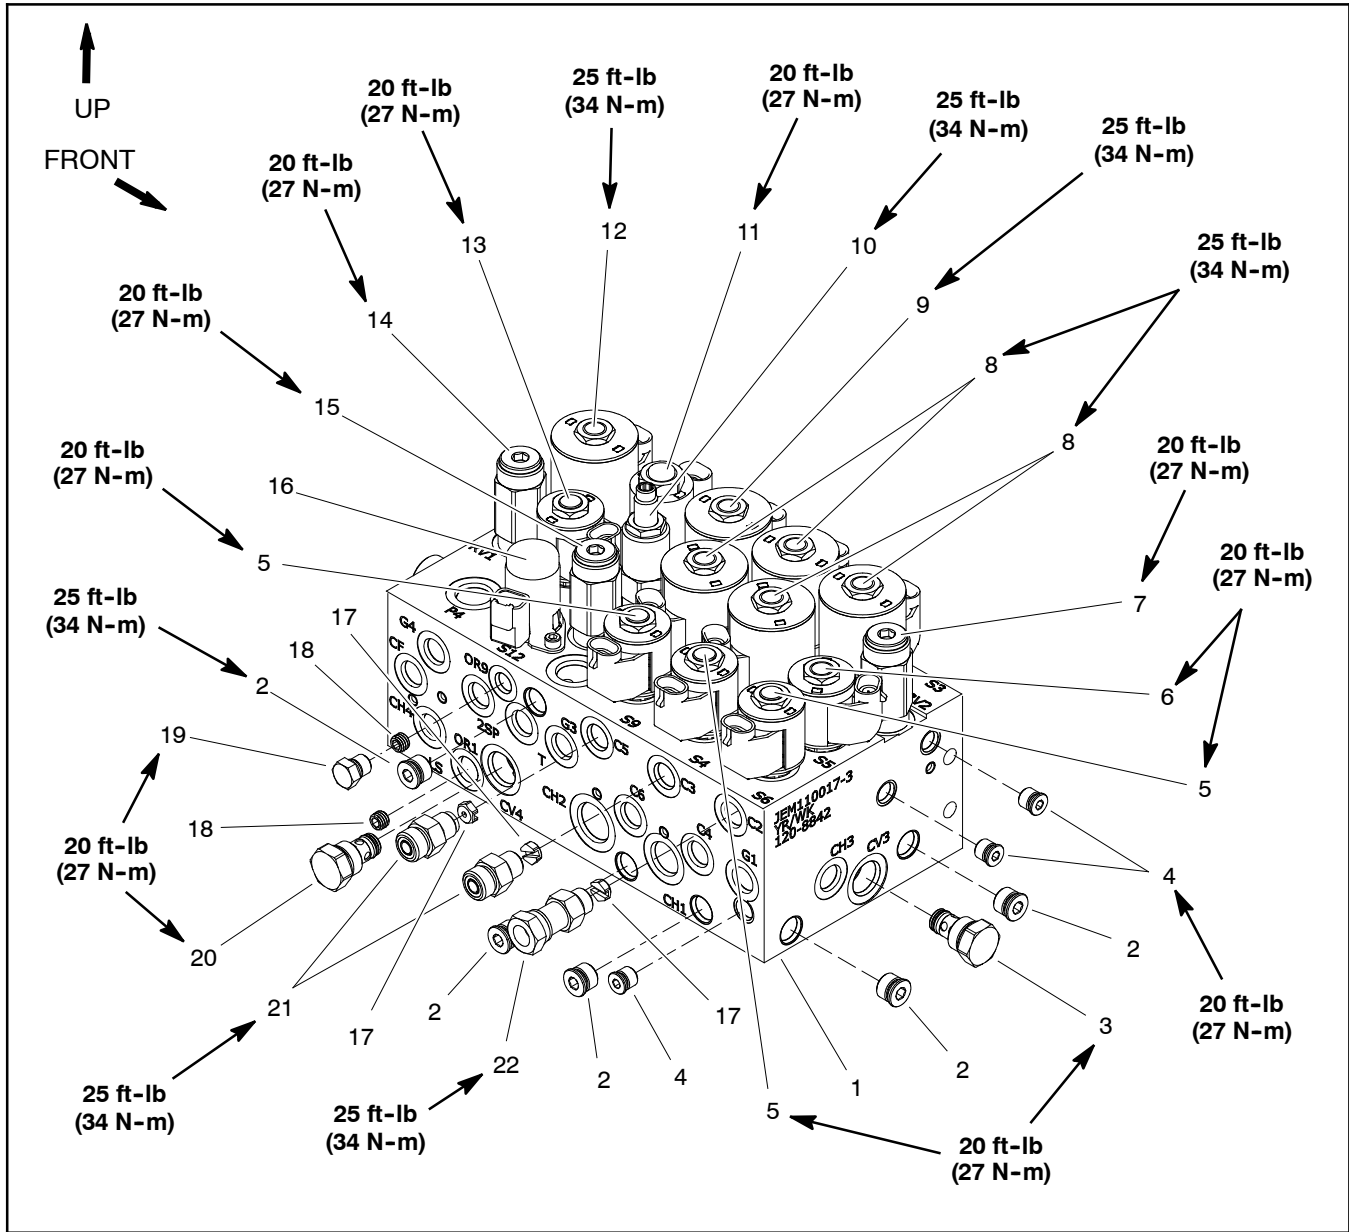 UP
FRONT
20 ft-lb
(27 N-m)
25 ft-lb
(34 N-m)
20 ft-lb
(27 N-m)
25 ft-lb
(34 N-m)
25 ft-lb
(34 N-m)
20 ft-lb
(27 N-m)
25 ft-lb
(34 N-m)
20 ft-lb
(27 N-m)
20 ft-lb
(27 N-m)
20 ft-lb
(27 N-m)
20 ft-lb
(27 N-m)
25 ft-lb
(34 N-m)
20 ft-lb
(27 N-m)
20 ft-lb
(27 N-m)
25 ft-lb
(34 N-m)
25 ft-lb
(34 N-m)
20 ft-lb
(27 N-m)
12
11
13
10
9
14
8
15
8
16
5
7
17
18
2
6
19
5
18
4
2
20
21
17
2
22
2
4
17
5
1
2
3
RV1
P4
G4
CF
CH4
S12
OR9
2SP
OR1
LS
G3
T
C5
CV4
CH2
C6
C3
C4
C2
G1
CH1
S9
S4
S5
S6
S3
CV2
JEM110017-3
YR/WK
120-8842
CH3
CV3